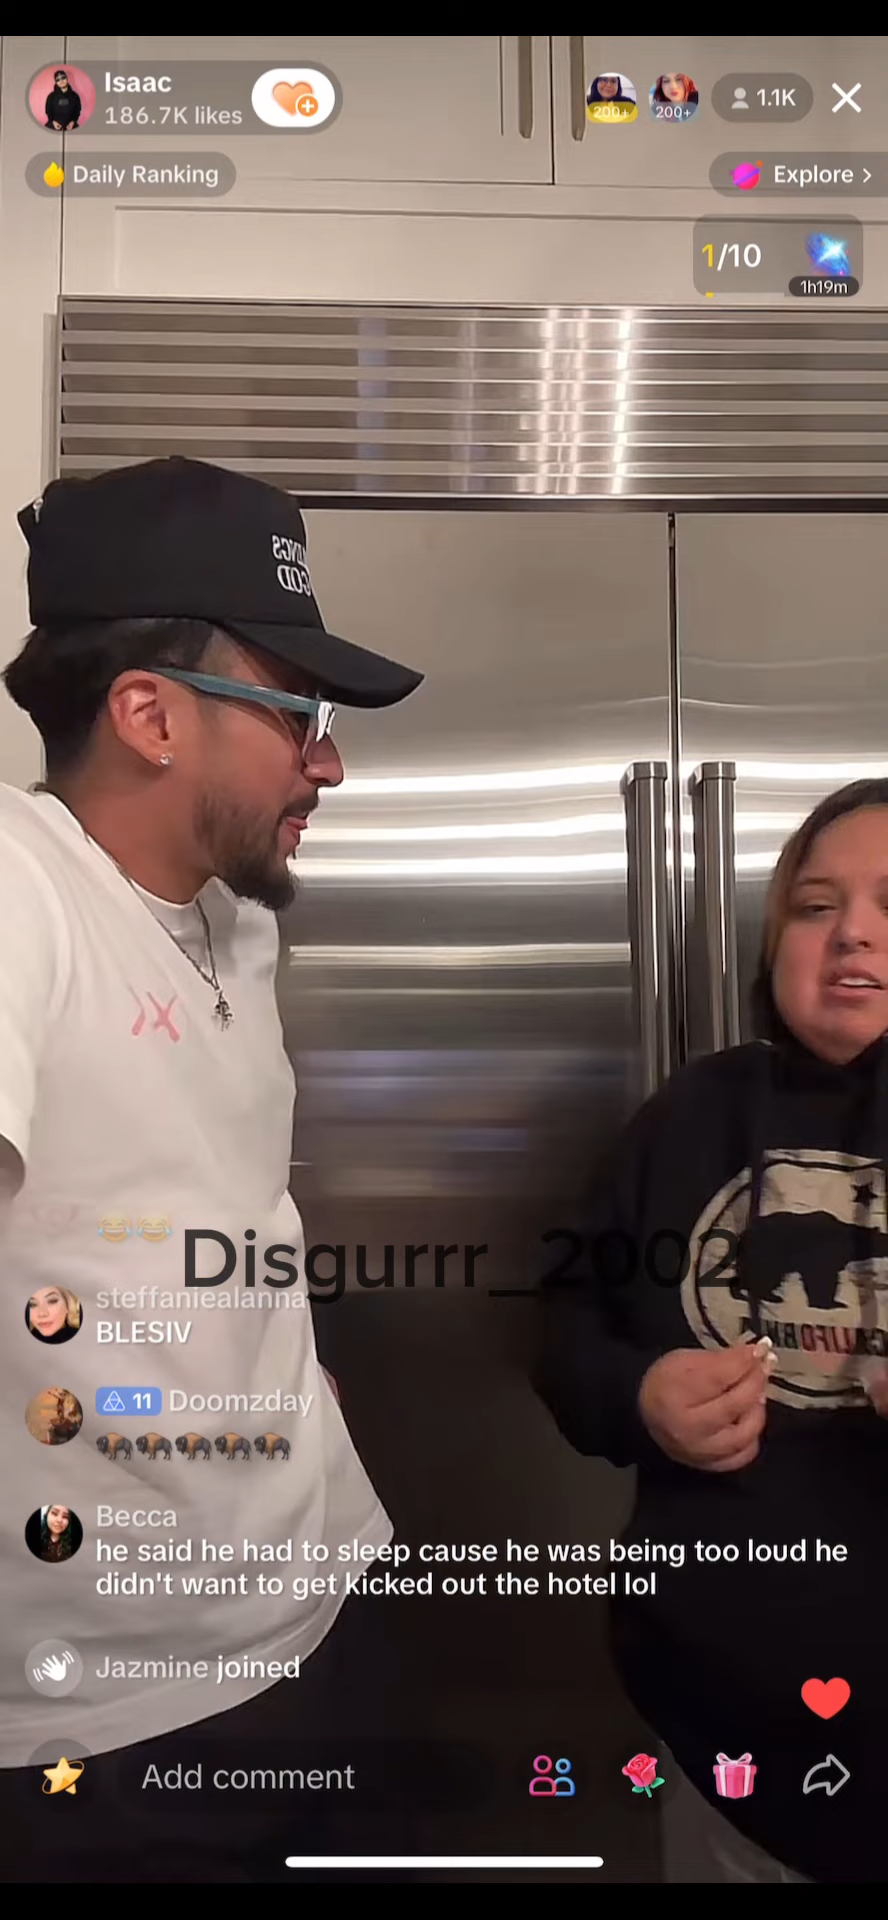 Isaac
186.7K likes
200+
200+
1.1K
Daily Ranking
Explore >
1/10
1h19m
GOD
Disgurrr_2002
steffaniealanna
BLESIV
11 Doomzday
Becca
he said he had to sleep cause he was being too loud he
didn't want to get kicked out the hotel lol
Jazmine joined
CALIFORNIA
Add comment